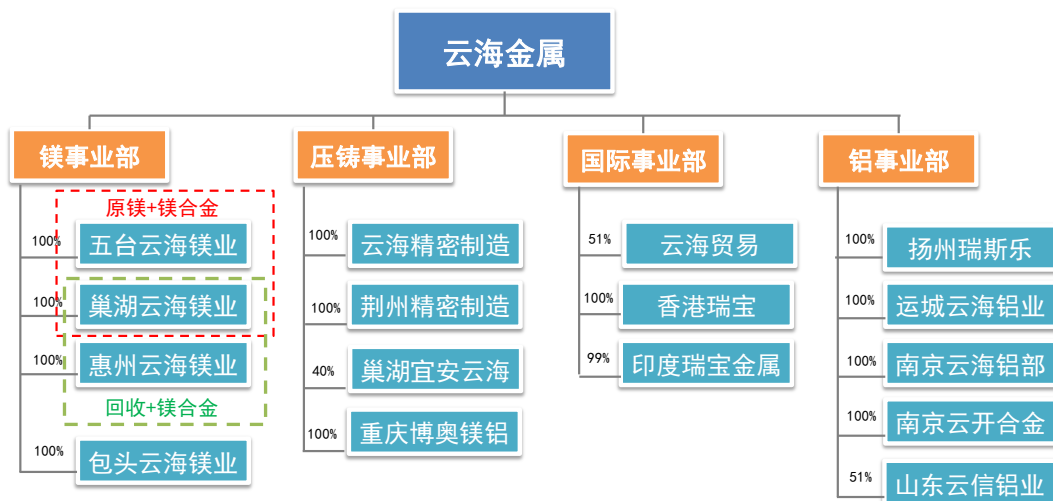 云海金属
镁事业部
原镁+镁合金
100%
五台云海镁业
100%
巢湖云海镁业
100%
惠州云海镁业
回收+镁合金
100%
包头云海镁业
压铸事业部
100%
云海精密制造
100%
荆州精密制造
40%
巢湖宜安云海
100%
重庆博奥镁铝
国际事业部
51%
云海贸易
100%
香港瑞宝
99%
印度瑞宝金属
铝事业部
100%
扬州瑞斯乐
100%
运城云海铝业
100%
南京云海铝部
100%
南京云开合金
51%
山东云信铝业